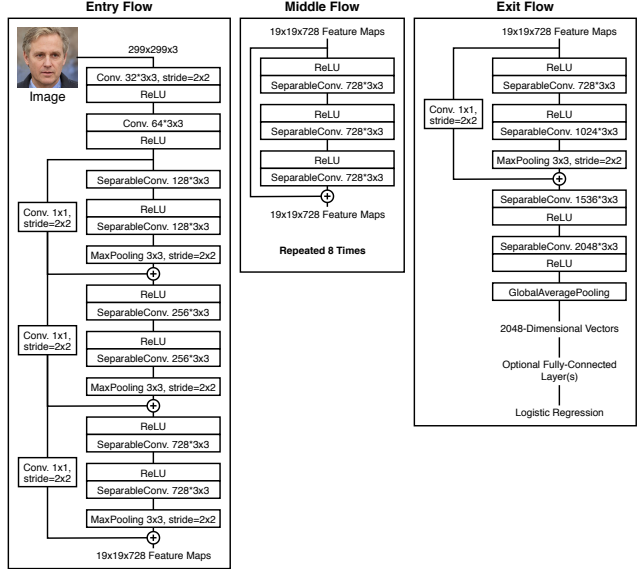 Entry Flow
299x299x3
Image
Conv. 32*3x3, stride=2x2
ReLU
Conv. 64*3x3
ReLU
SeparableConv. 128*3x3
ReLU
SeparableConv. 128*3x3
MaxPooling 3x3, stride=2x2
Conv. 1x1,
stride=2x2
ReLU
SeparableConv. 256*3x3
ReLU
SeparableConv. 256*3x3
MaxPooling 3x3, stride=2x2
Conv. 1x1,
stride=2x2
ReLU
SeparableConv. 728*3x3
ReLU
SeparableConv. 728*3x3
MaxPooling 3x3, stride=2x2
Conv. 1x1,
stride=2x2
19x19x728 Feature Maps
Middle Flow
19x19x728 Feature Maps
ReLU
SeparableConv. 728*3x3
ReLU
SeparableConv. 728*3x3
ReLU
SeparableConv. 728*3x3
19x19x728 Feature Maps
Repeated 8 Times
Exit Flow
19x19x728 Feature Maps
ReLU
SeparableConv. 728*3x3
ReLU
SeparableConv. 1024*3x3
MaxPooling 3x3, stride=2x2
Conv. 1x1,
stride=2x2
SeparableConv. 1536*3x3
ReLU
SeparableConv. 2048*3x3
ReLU
GlobalAveragePooling
2048-Dimensional Vectors
Optional Fully-Connected
Layer(s)
Logistic Regression